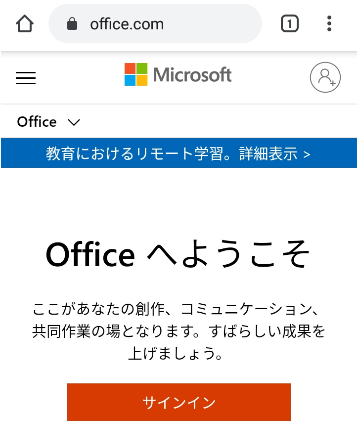 office.com
1
Microsoft
Office
教育におけるリモート学習。詳細表示 >
Office へようこそ
ここがあなたの創作、コミュニケーション、
共同作業の場となります。すばらしい成果を
上げましょう。
サインイン